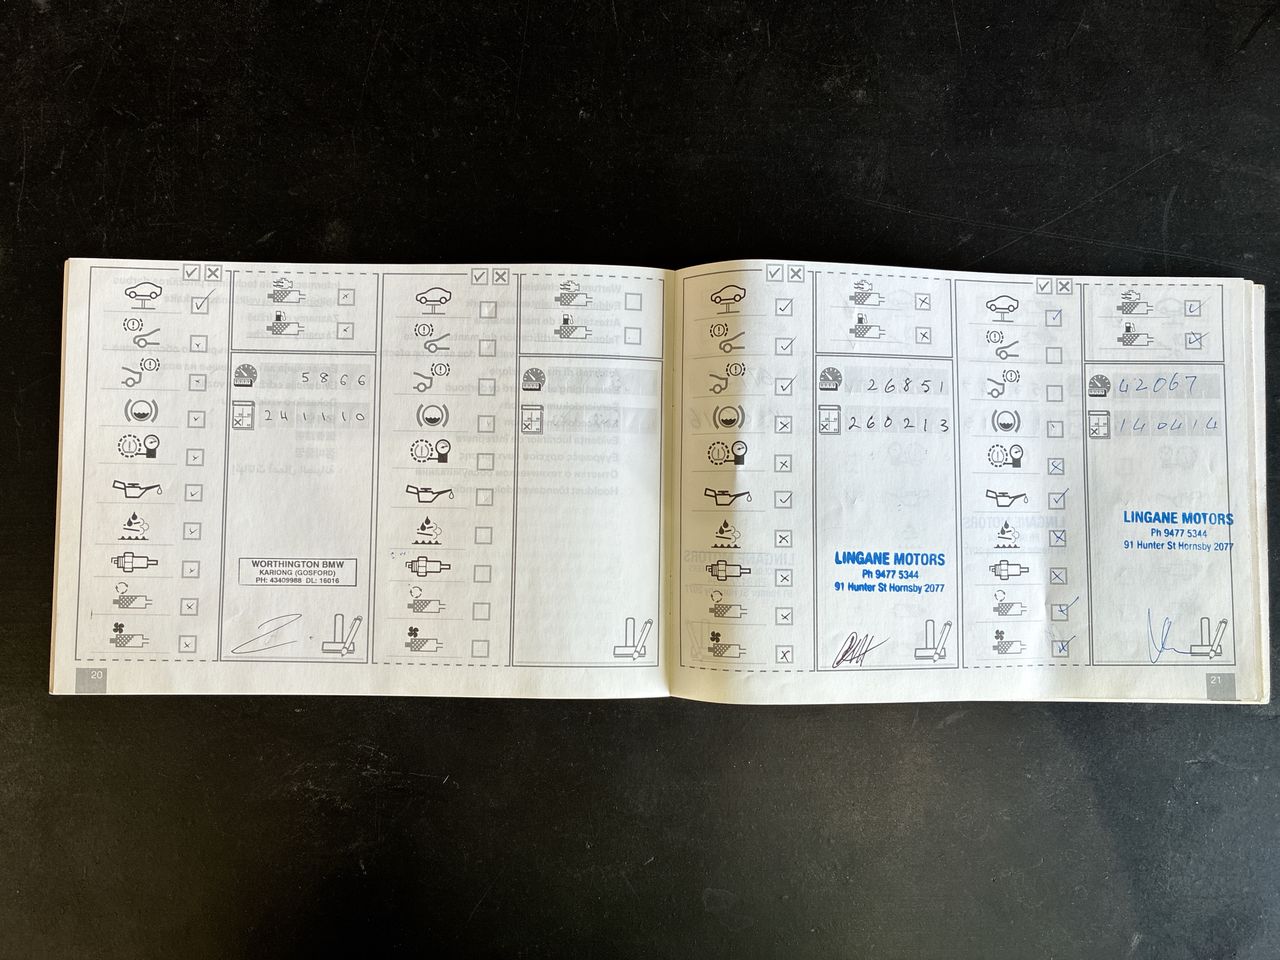 5866
241110
WORTHINGTON BMW
KARIONG (GOSFORD)
PH: 43409988 DL: 16016
20
26851
260213
LINGANE MOTORS
Ph 9477 5344
91 Hunter St Hornsby 2077
42067
140414
LINGANE MOTORS
Ph 9477 5344
91 Hunter St Hornsby 2077
21